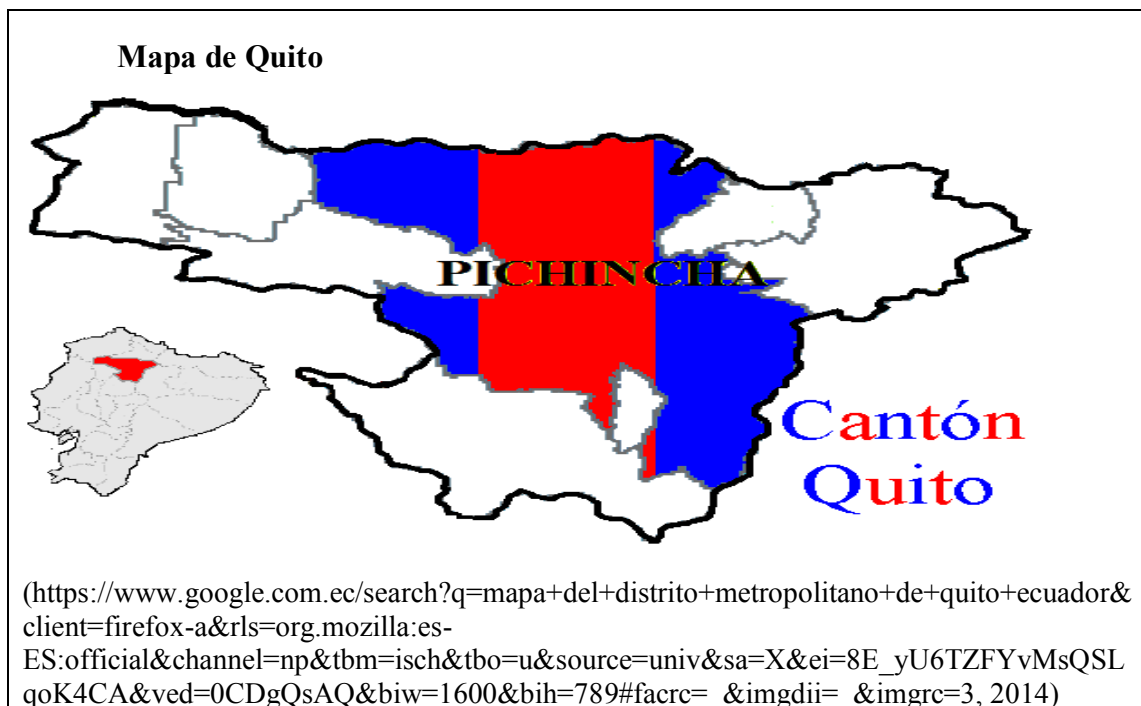 Mapa de Quito
PICHINCHA
Cantón
Quito
(https://www.google.com.ec/search?q=mapa+del+distrito+metropolitano+de+quito+ecuador&
client=firefox-a&rls=org.mozilla:es-
ES:official&channel=np&tbm=isch&tbo=u&source=univ&sa=X&ei=8E_yU6TZFYvMsQSL
qoK4CA&ved=0CDgQsAQ&biw=1600&bih=789#facrc=_&imgdii=_&imgrc=3, 2014)